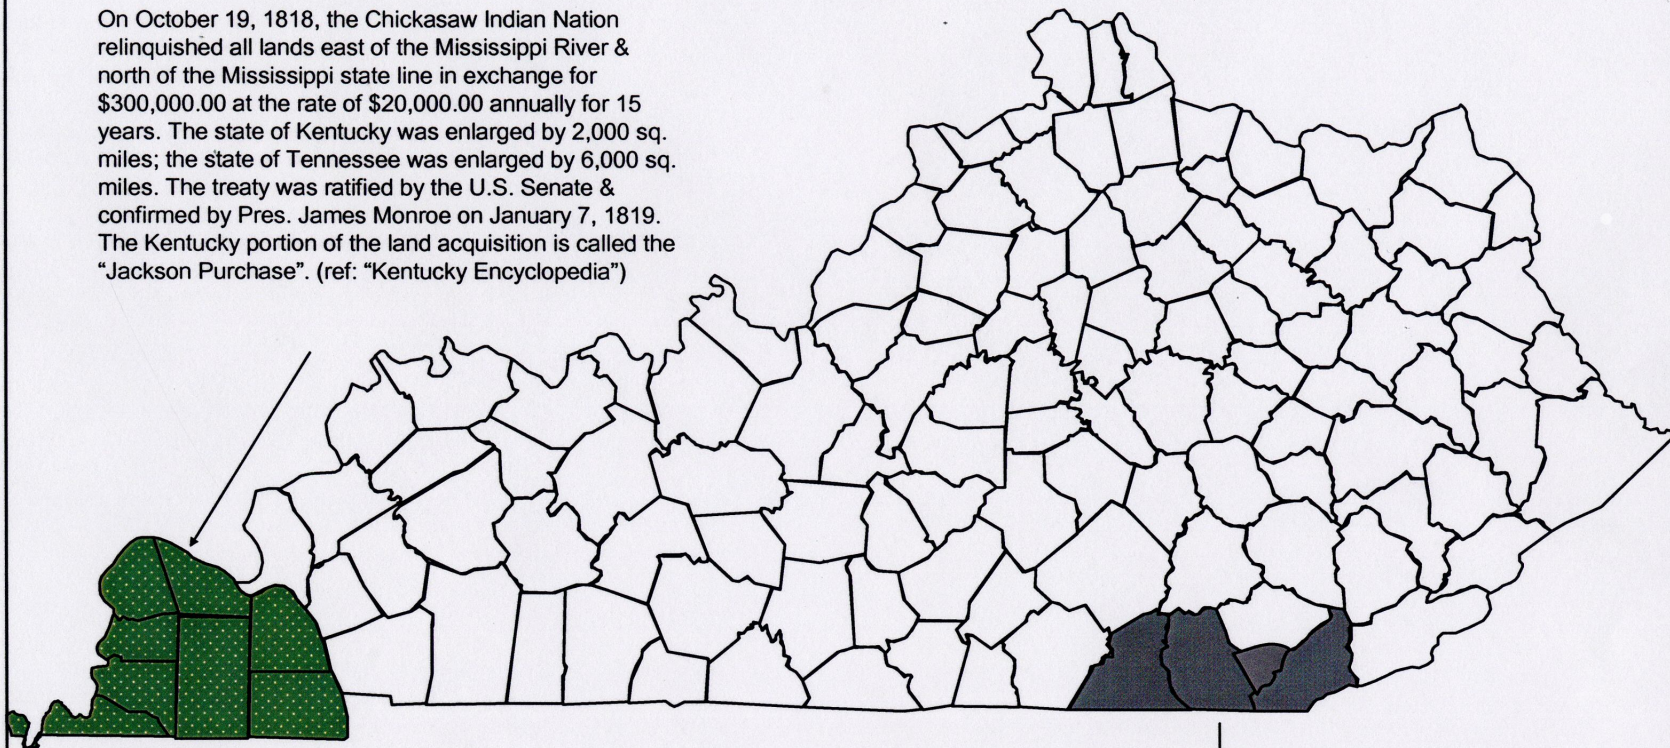 On October 19, 1818, the Chickasaw Indian Nation
relinquished all lands east of the Mississippi River &
north of the Mississippi state line in exchange for
$300,000.00 at the rate of $20,000.00 annually for 15
years. The state of Kentucky was enlarged by 2,000 sq.
miles; the state of Tennessee was enlarged by 6,000 sq.
miles. The treaty was ratified by the U.S. Senate &
confirmed by Pres. James Monroe on January 7, 1819.
The Kentucky portion of the land acquisition is called the
“Jackson Purchase”. (ref: “Kentucky Encyclopedia”)